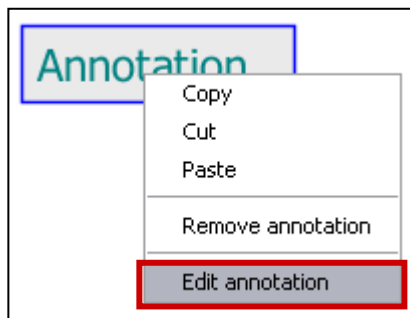 Annotation
Copy
Cut
Paste
Remove annotation
Edit annotation